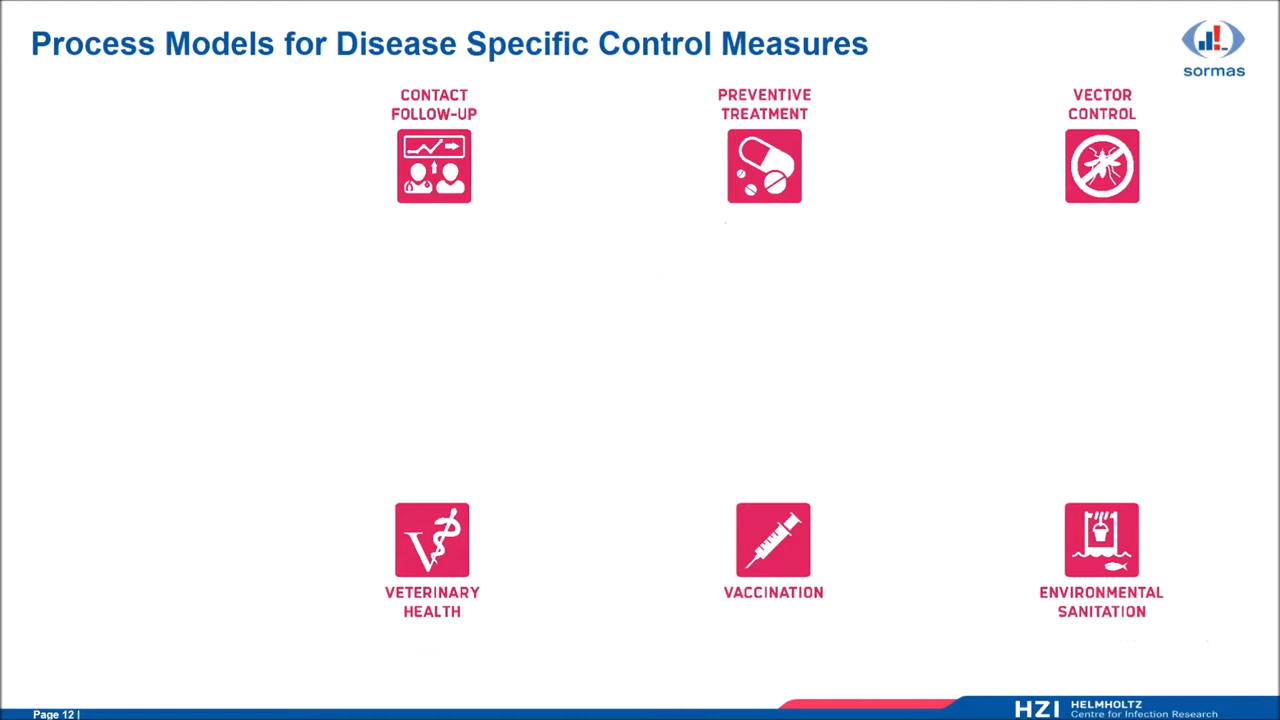 Process Models for Disease Specific Control Measures
sormas
CONTACT
FOLLOW-UP
PREVENTIVE
TREATMENT
VECTOR
CONTROL
V
VETERINARY
HEALTH
VACCINATION
ENVIRONMENTAL
SANITATION
Page 12 |
HZI HELMHOLTZ
Centre for Infection Research